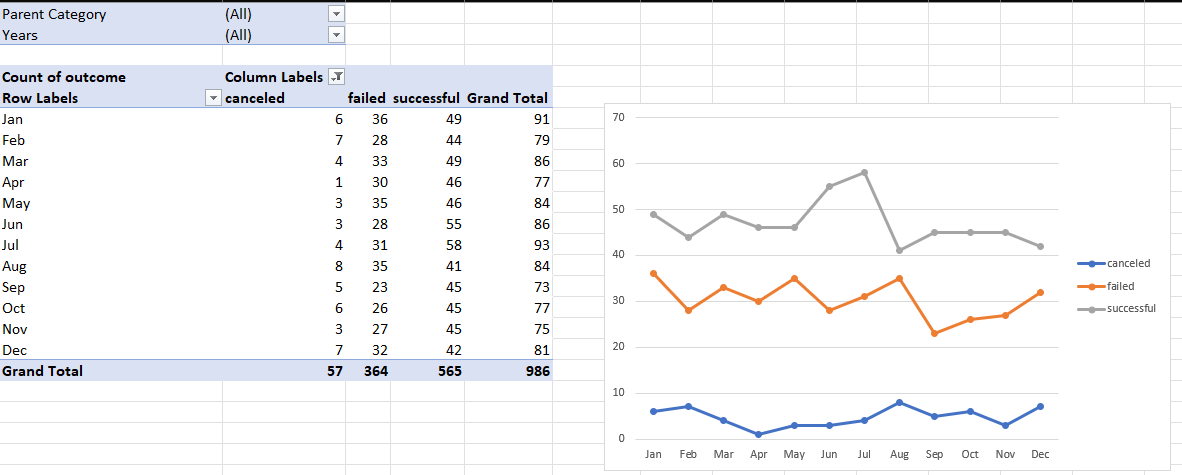 Parent Category (All)
Years (All)
Count of outcome Column Labels
Row Labels canceled failed successful Grand Total
Jan 6 36 49 91
Feb 7 28 44 79
Mar 4 33 49 86
Apr 1 30 46 77
May 3 35 46 84
Jun 3 28 55 86
Jul 4 31 58 93
Aug 8 35 41 84
Sep 5 23 45 73
Oct 6 26 45 77
Nov 3 27 45 75
Dec 7 32 42 81
Grand Total 57 364 565 986
70
60
50
40
30
20
10
0
Jan Feb Mar Apr May Jun Jul Aug Sep Oct Nov Dec
canceled
failed
successful